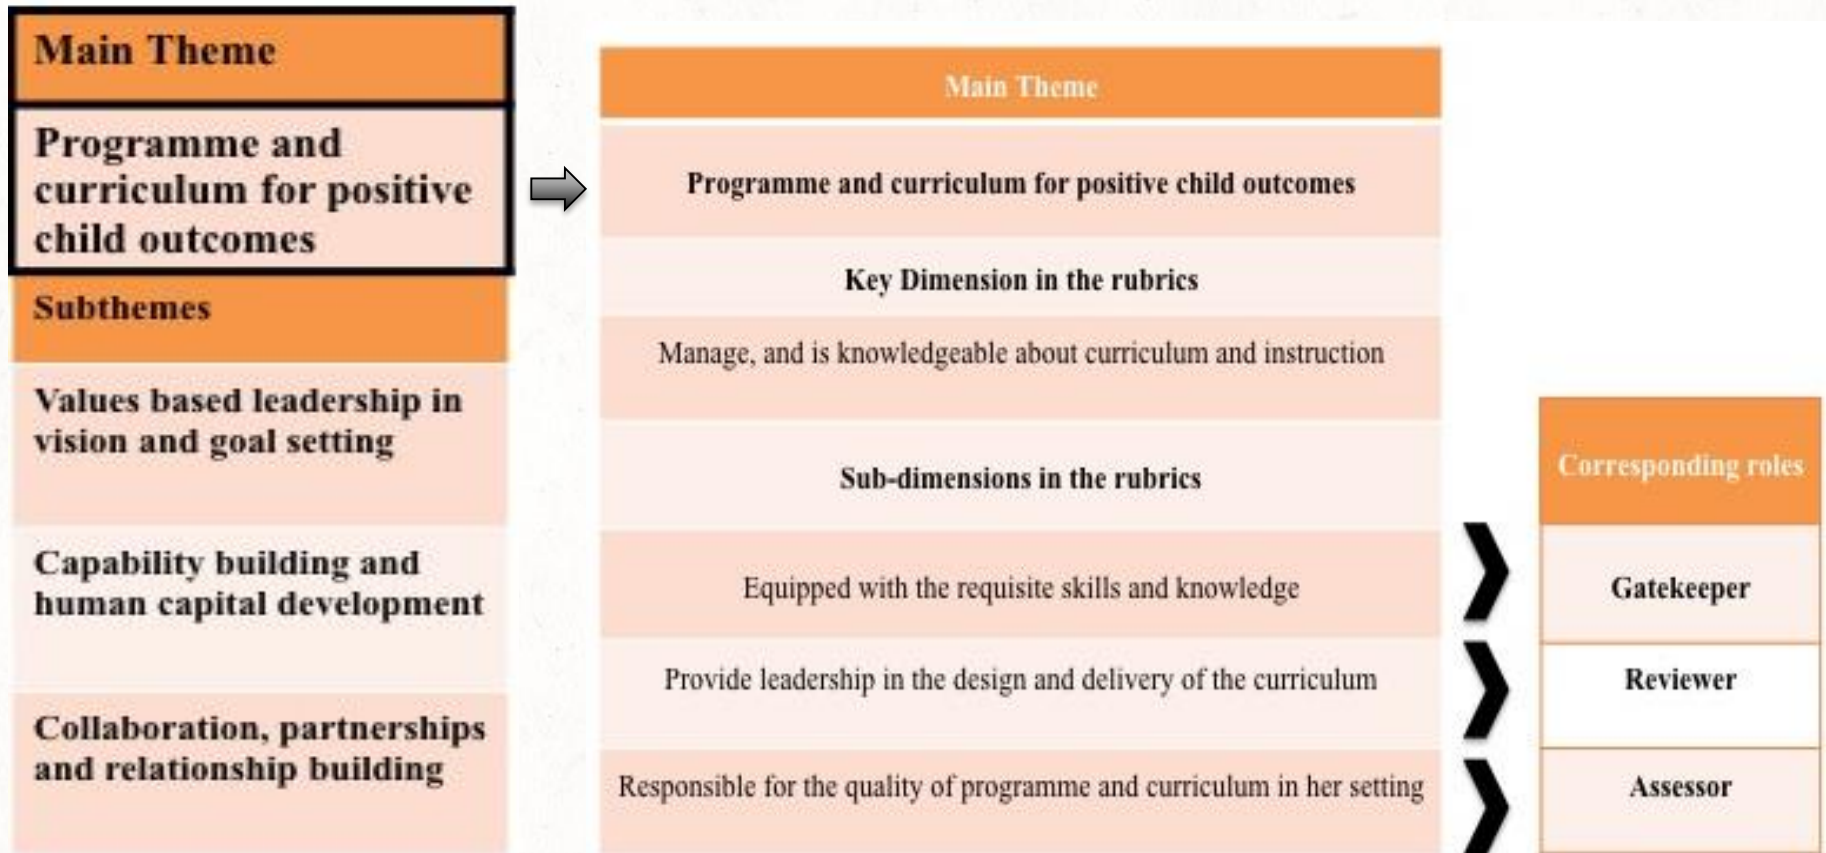 Main Theme
Programme and
curriculum for positive
child outcomes
Subthemes
Values based leadership in
vision and goal setting
Capability building and
human capital development
Collaboration, partnerships
and relationship building
Main Theme
Programme and curriculum for positive child outcomes
Key Dimension in the rubrics
Manage, and is knowledgeable about curriculum and instruction
Sub-dimensions in the rubrics
Equipped with the requisite skills and knowledge
Provide leadership in the design and delivery of the curriculum
Responsible for the quality of programme and curriculum in her setting
Corresponding roles
Gatekeeper
Reviewer
Assessor